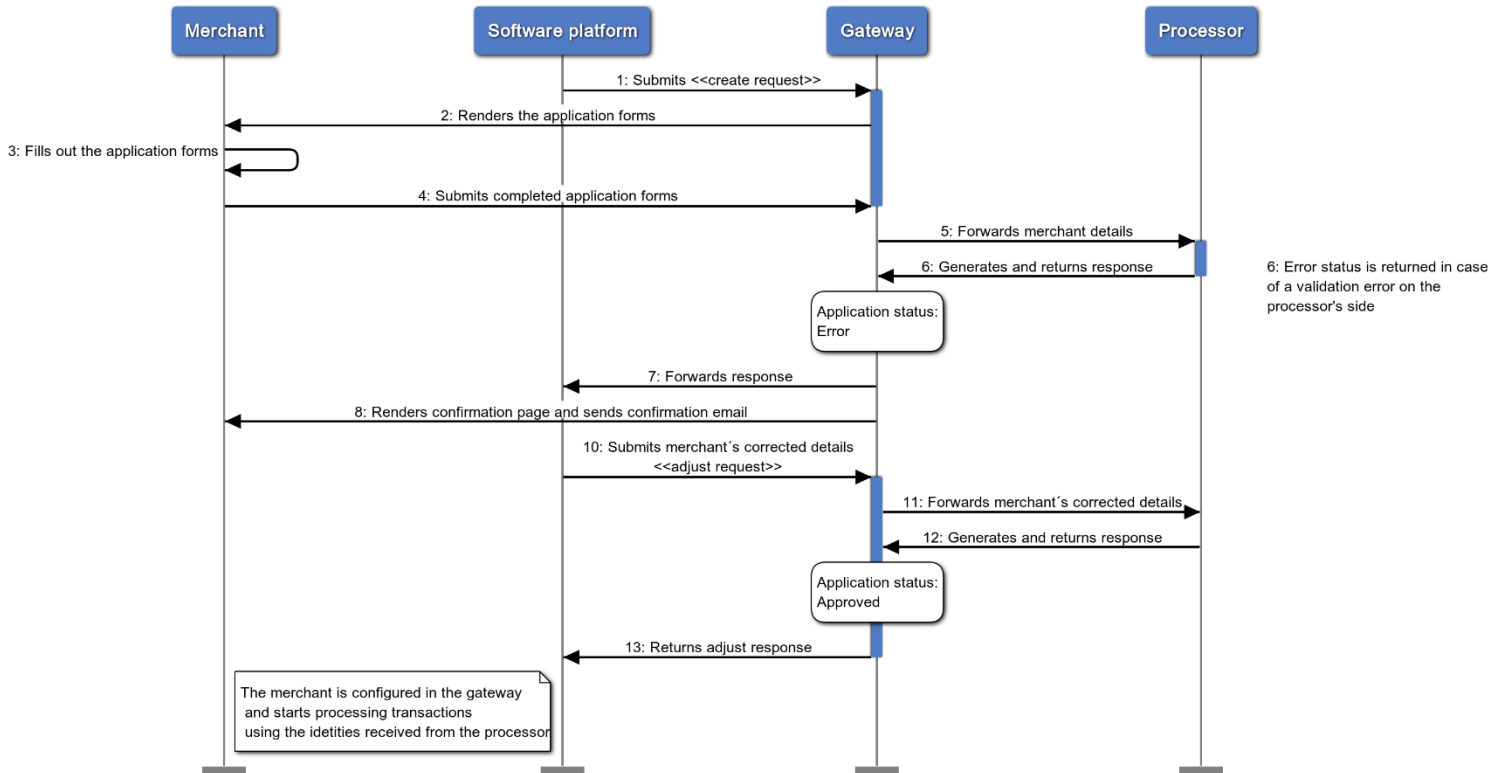 Merchant
Software platform
Gateway
Processor
1: Submits <<create request>>
2: Renders the application forms
3: Fills out the application forms
4: Submits completed application forms
5: Forwards merchant details
6: Generates and returns response
6: Error status is returned in case
of a validation error on the
processor's side
Application status:
Error
7: Forwards response
8: Renders confirmation page and sends confirmation email
10: Submits merchant´s corrected details
<<adjust request>>
11: Forwards merchant´s corrected details
12: Generates and returns response
Application status:
Approved
13: Returns adjust response
The merchant is configured in the gateway
and starts processing transactions
using the idetities received from the processor